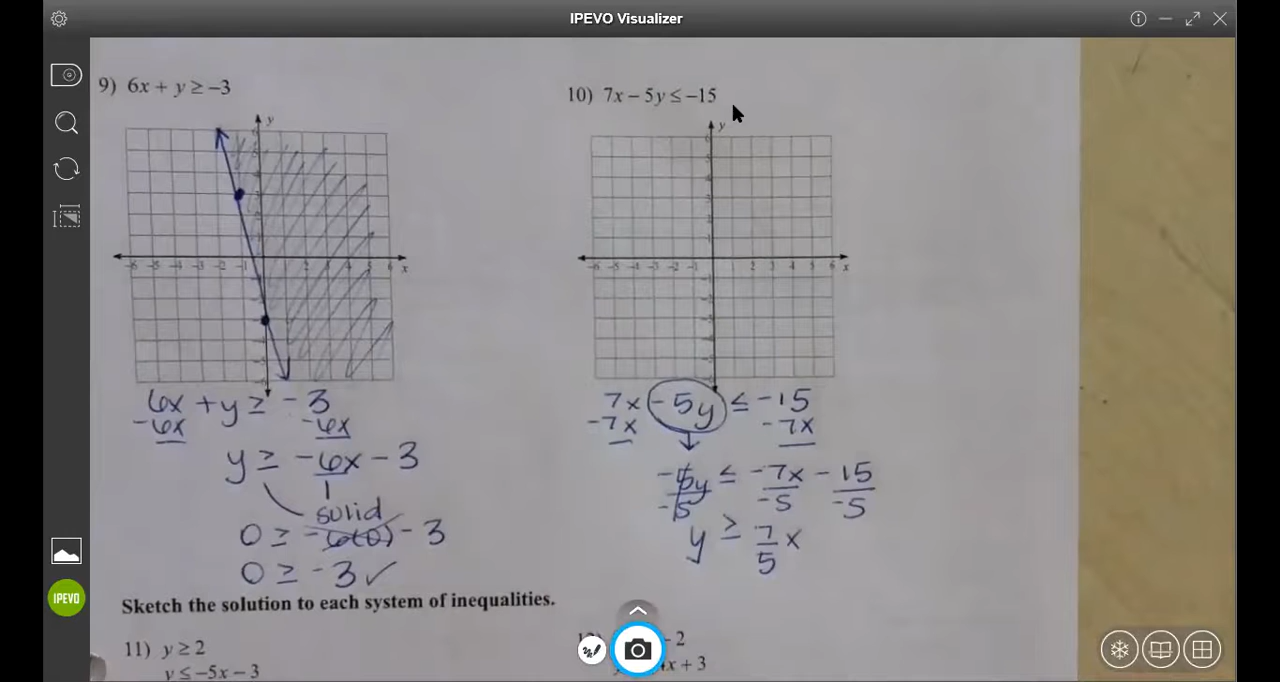 IPEVO Visualizer
9) 6x + y ≥ −3
10) 7x − 5y ≤ −15
y
y
x
x
6x + y ≥ -3
-6x -6x
y ≥ -6x - 3
solid
0 ≥ -6(0) - 3
0 ≥ -3 ✓
7x - 5y ≤ -15
-7x -7x
-5y ≤ -7x - 15
-5 -5 -5
y ≥ 7/5 x
Sketch the solution to each system of inequalities.
11) y ≥ 2
y ≤ −5x − 3
- 2
x + 3
IPEVO